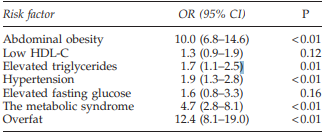 Risk factor OR (95% CI) P
Abdominal obesity 10.0 (6.8–14.6) <0.01
Low HDL-C 1.3 (0.9–1.9) 0.12
Elevated triglycerides 1.7 (1.1–2.5) 0.01
Hypertension 1.9 (1.3–2.8) <0.01
Elevated fasting glucose 1.6 (0.8–3.3) 0.16
The metabolic syndrome 4.7 (2.8–8.1) <0.01
Overfat 12.4 (8.1–19.0) <0.01